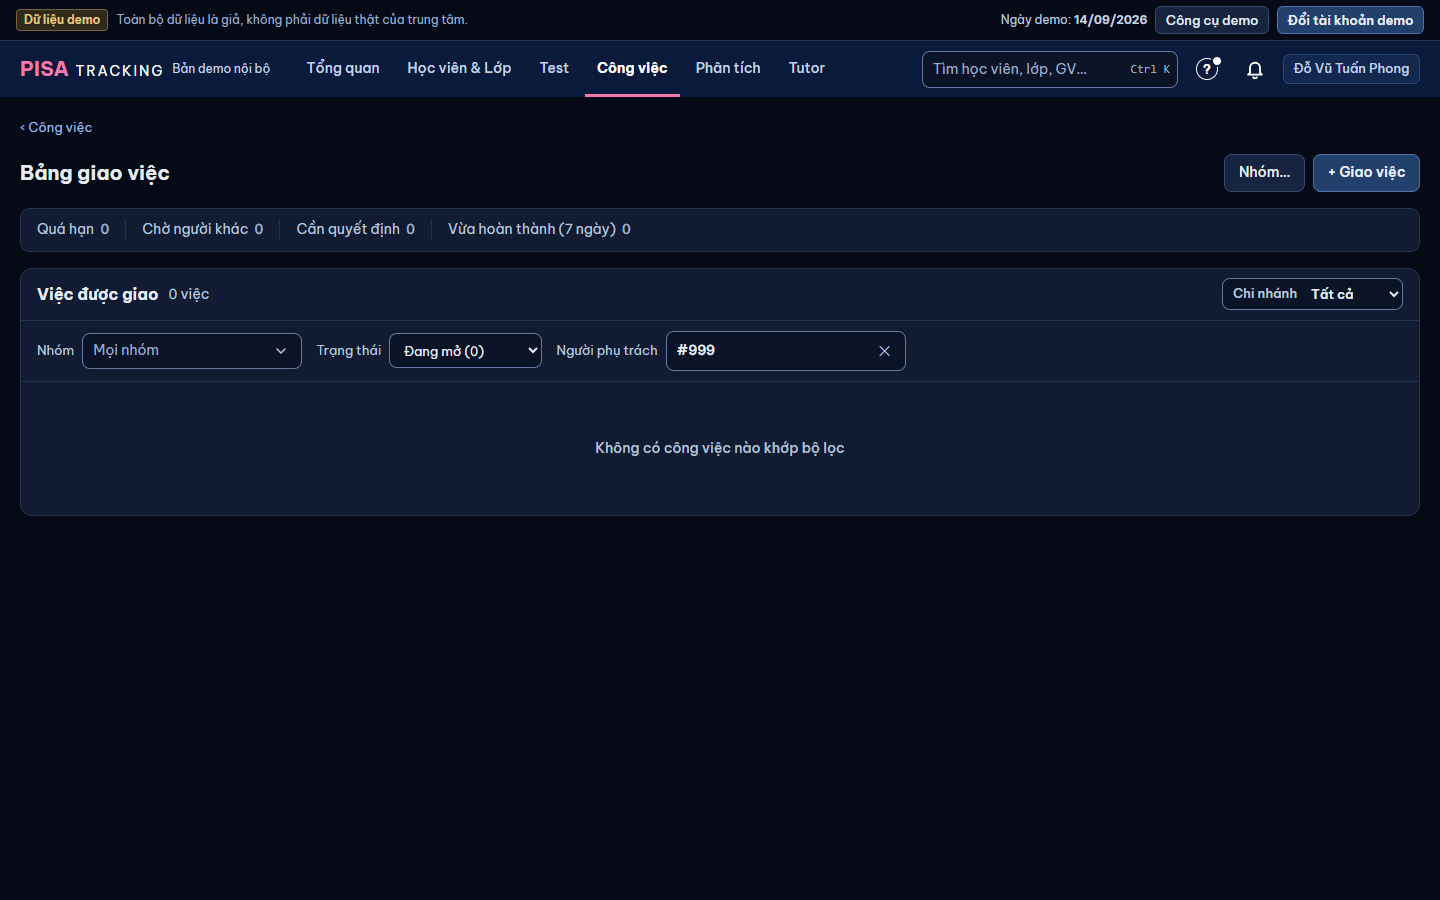 Dữ liệu demo Toàn bộ dữ liệu là giả, không phải dữ liệu thật của trung tâm. Ngày demo: 14/09/2026 Công cụ demo Đổi tài khoản demo
PISA TRACKING Bản demo nội bộ Tổng quan Học viên & Lớp Test Công việc Phân tích Tutor Tìm học viên, lớp, GV... Ctrl K ? Đỗ Vũ Tuấn Phong
‹ Công việc
Bảng giao việc Nhóm... + Giao việc
Quá hạn 0 Chờ người khác 0 Cần quyết định 0 Vừa hoàn thành (7 ngày) 0
Việc được giao 0 việc Chi nhánh Tất cả
Nhóm Mọi nhóm Trạng thái Đang mở (0) Người phụ trách #999
Không có công việc nào khớp bộ lọc